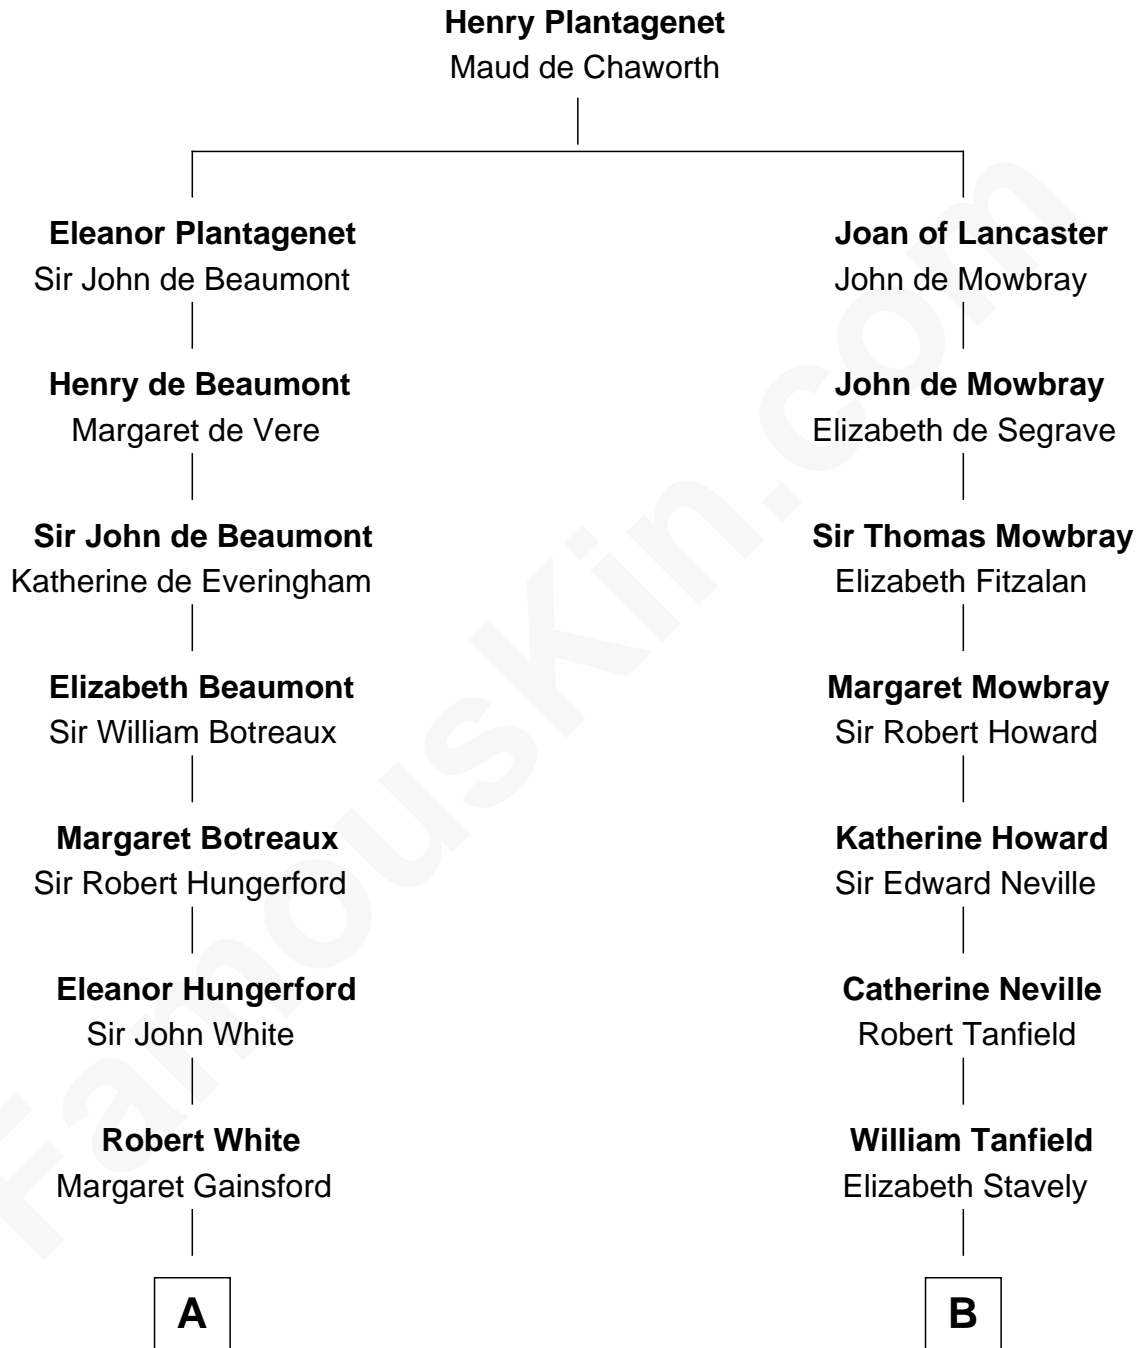 Henry Plantagenet
Maud de Chaworth
Eleanor Plantagenet
Sir John de Beaumont
Joan of Lancaster
John de Mowbray
Henry de Beaumont
Margaret de Vere
John de Mowbray
Elizabeth de Segrave
Sir John de Beaumont
Katherine de Everingham
Sir Thomas Mowbray
Elizabeth Fitzalan
Elizabeth Beaumont
Sir William Botreaux
Margaret Mowbray
Sir Robert Howard
Margaret Botreaux
Sir Robert Hungerford
Katherine Howard
Sir Edward Neville
Eleanor Hungerford
Sir John White
Catherine Neville
Robert Tanfield
Robert White
Margaret Gainsford
William Tanfield
Elizabeth Stavely
A
B
FamousKin.com